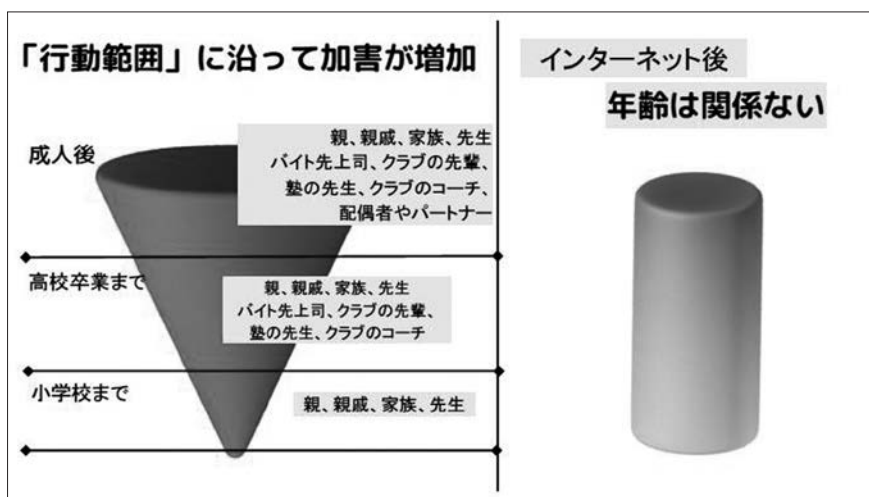 「行動範囲」に沿って加害が増加
成人後
親、親戚、家族、先生
バイト先上司、クラブの先輩、
塾の先生、クラブのコーチ、
配偶者やパートナー
高校卒業まで
親、親戚、家族、先生
バイト先上司、クラブの先輩、
塾の先生、クラブのコーチ
小学校まで
親、親戚、家族、先生
インターネット後
年齢は関係ない